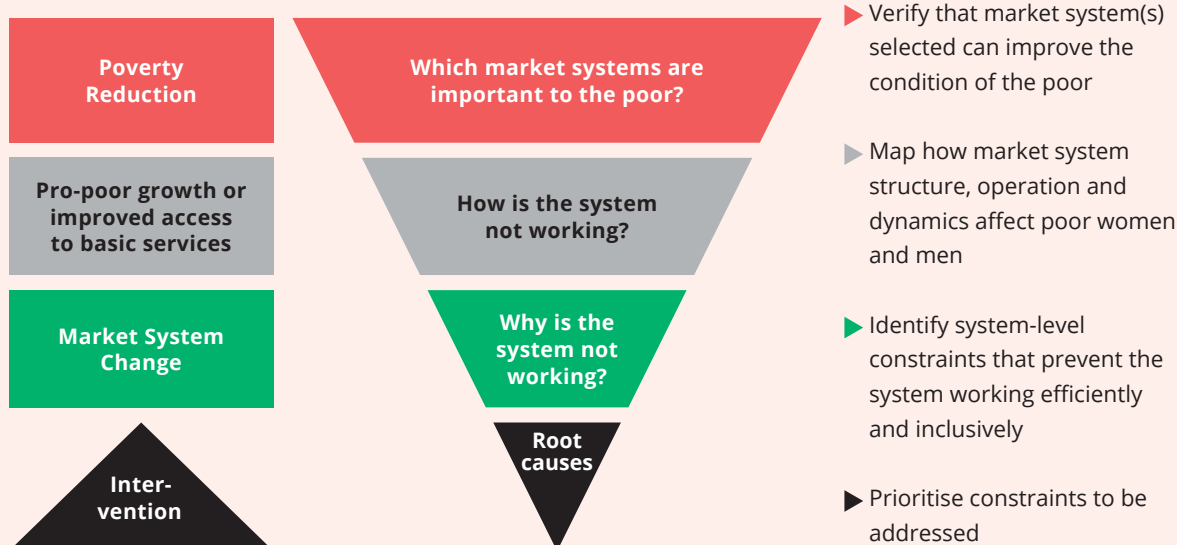 Poverty
Reduction
Which market systems are
important to the poor?
Verify that market system(s)
selected can improve the
condition of the poor
Pro-poor growth or
improved access
to basic services
How is the system
not working?
Map how market system
structure, operation and
dynamics affect poor women
and men
Market System
Change
Why is the
system not
working?
Identify system-level
constraints that prevent the
system working efficiently
and inclusively
Inter-
vention
Root
causes
Prioritise constraints to be
addressed